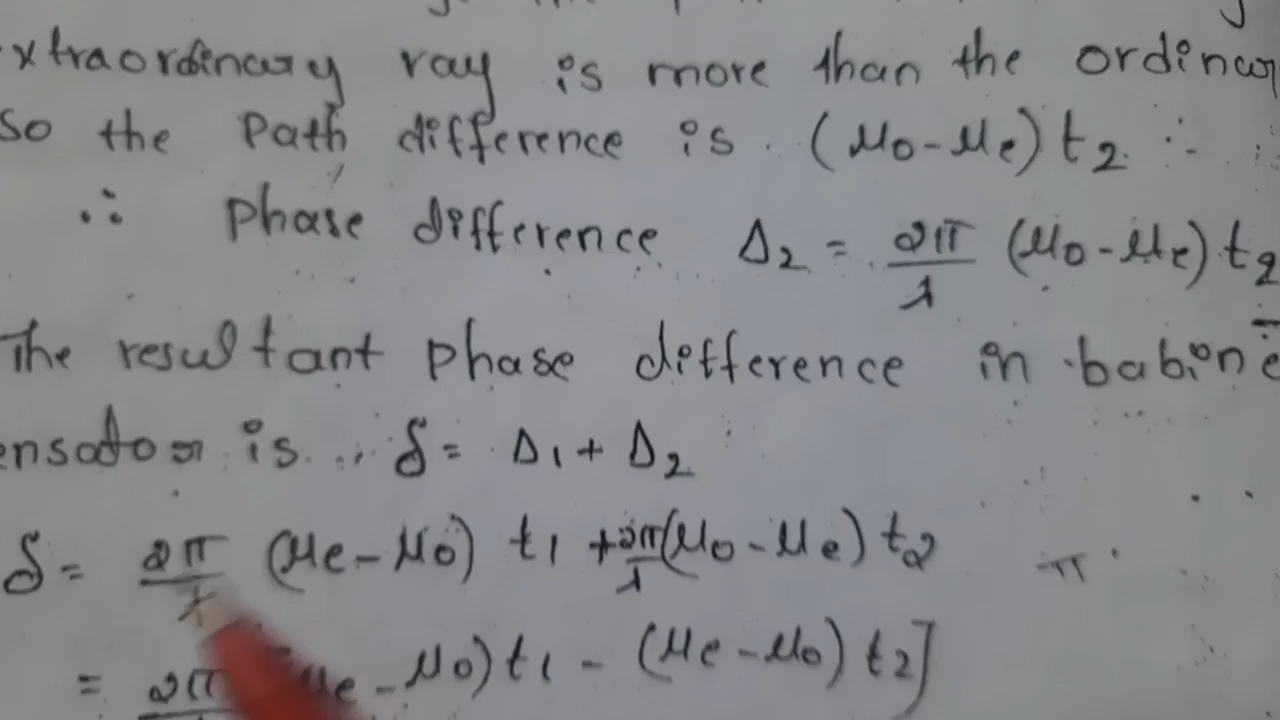 xtraordinary ray is more than the ordinar
So the Path difference is (μo-μe) t2 ∴
∴ phase difference Δ2 = 2π/λ (μo-μe) t2
The resultant phase difference in babine
ensator is δ = Δ1 + Δ2
δ = 2π/λ (μe-μo) t1 + 2π/λ (μo-μe) t2 π
= 2π μe-μo) t1 - (μe-μo) t2]